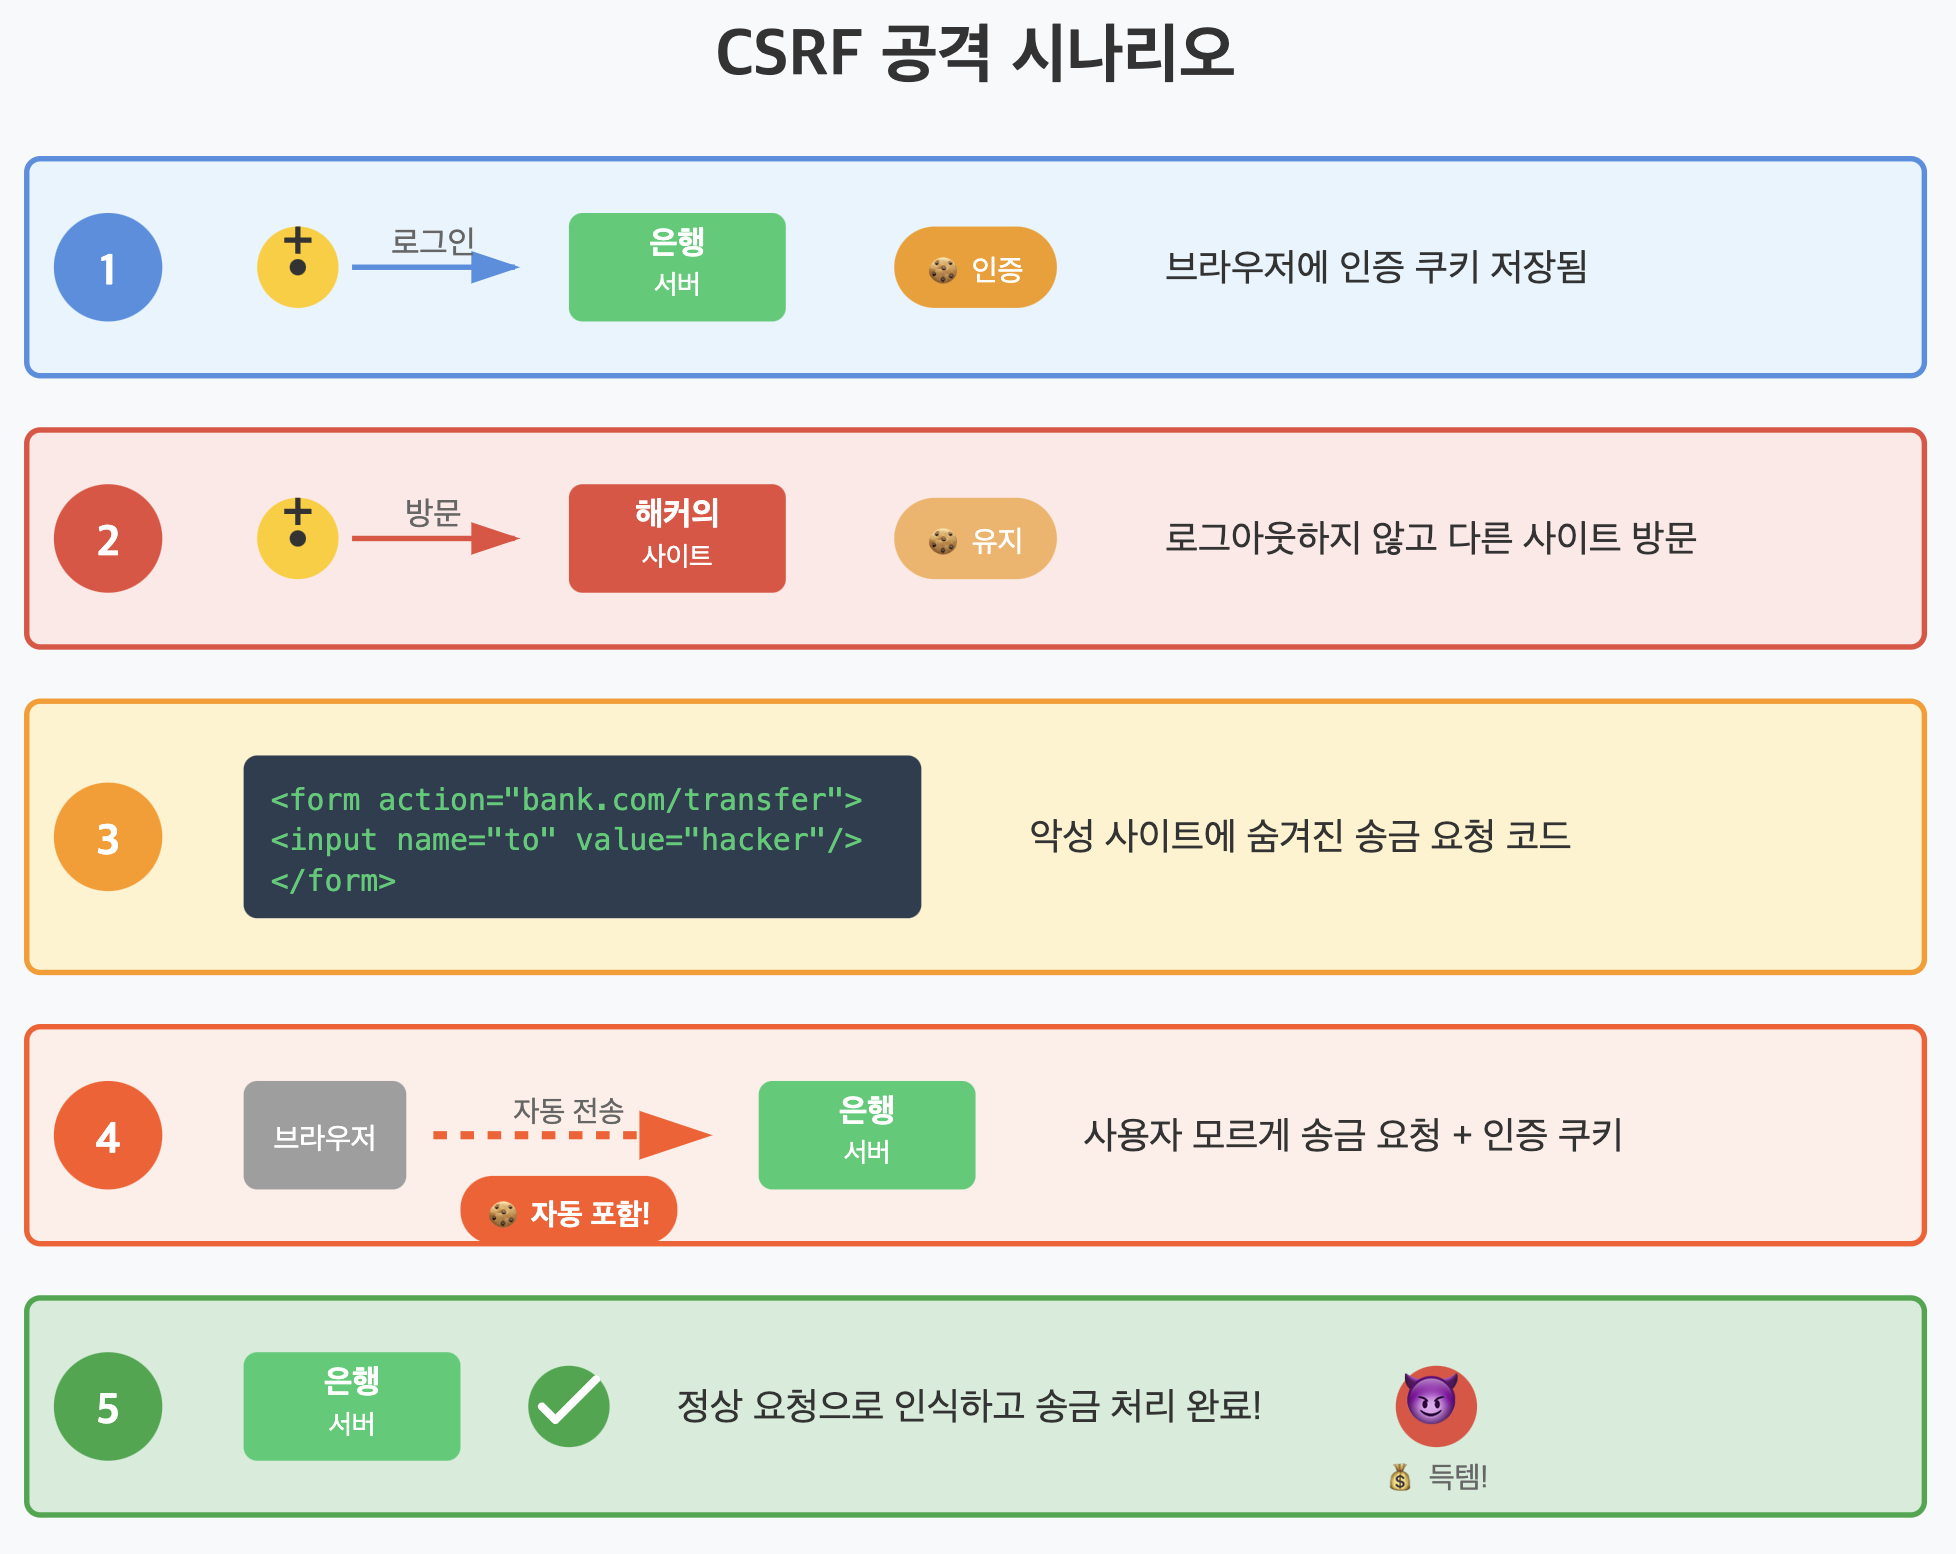 CSRF 공격 시나리오
1
로그인
은행
서버
🍪 인증
브라우저에 인증 쿠키 저장됨
2
방문
해커의
사이트
🍪 유지
로그아웃하지 않고 다른 사이트 방문
3
<form action="bank.com/transfer">
<input name="to" value="hacker"/>
</form>
악성 사이트에 숨겨진 송금 요청 코드
4
브라우저
자동 전송
🍪 자동 포함!
은행
서버
사용자 모르게 송금 요청 + 인증 쿠키
5
은행
서버
정상 요청으로 인식하고 송금 처리 완료!
💰 득템!